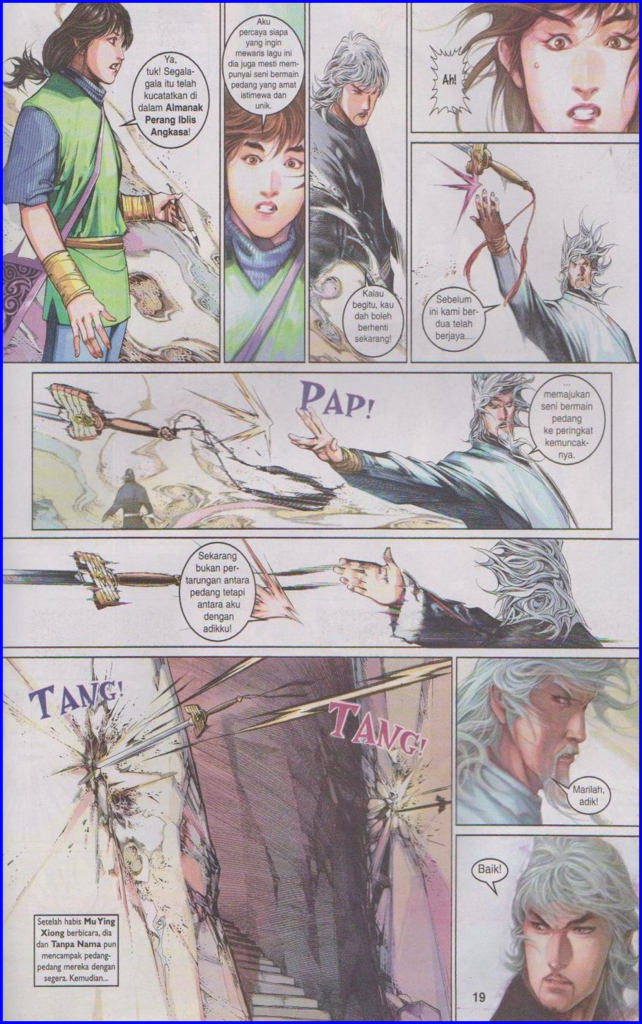 Ya,
tuk! Segala-
gala itu telah
kucatatkan di
dalam Almanak
Perang Iblis
Angkasa!
Aku
percaya siapa
yang ingin
mewaris lagu ini
dia juga mesti mem-
punyai seni bermain
pedang yang amat
istimewa dan
unik.
Kalau
begitu, kau
dah boleh
berhenti
sekarang!
Ah!
Sebelum
ini kami ber-
dua telah
berjaya...
PAP!
...
memajukan
seni bermain
pedang
ke peringkat
kemuncak-
nya.
Sekarang
bukan per-
tarungan antara
pedang tetapi
antara aku
dengan
adikku!
TANG!
TANG!
Setelah habis Mu Ying
Xiong berbicara, dia
dan Tanpa Nama pun
mencampak pedang-
pedang mereka dengan
segera. Kemudian...
Marilah,
adik!
Baik!
19